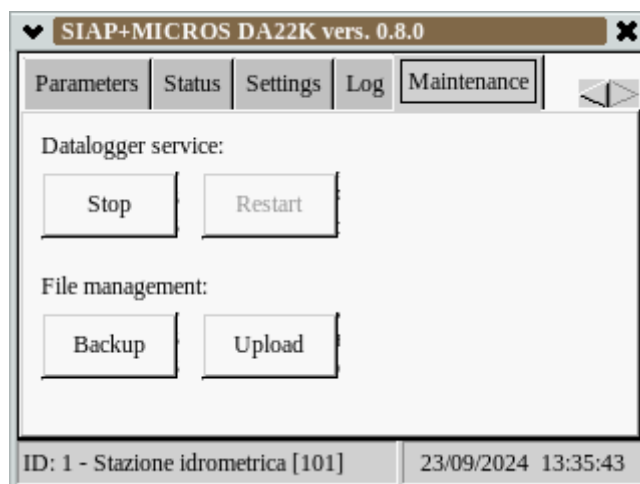 SIAP+MICROS DA22K vers. 0.8.0
Parameters Status Settings Log Maintenance
Datalogger service:
Stop Restart
File management:
Backup Upload
ID: 1 - Stazione idrometrica [101] 23/09/2024 13:35:43